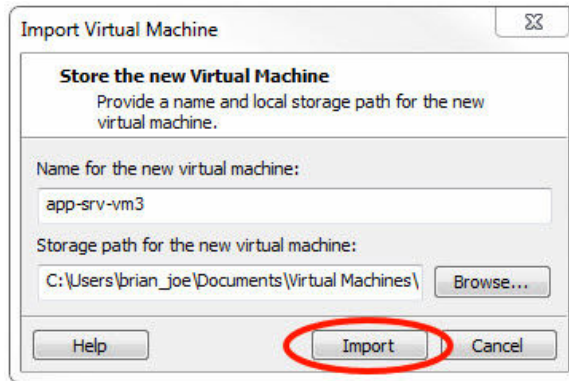 Import Virtual Machine
Store the new Virtual Machine
Provide a name and local storage path for the new
virtual machine.
Name for the new virtual machine:
app-srv-vm3
Storage path for the new virtual machine:
C:\Users\brian_joe\Documents\Virtual Machines\
Browse...
Help
Import
Cancel